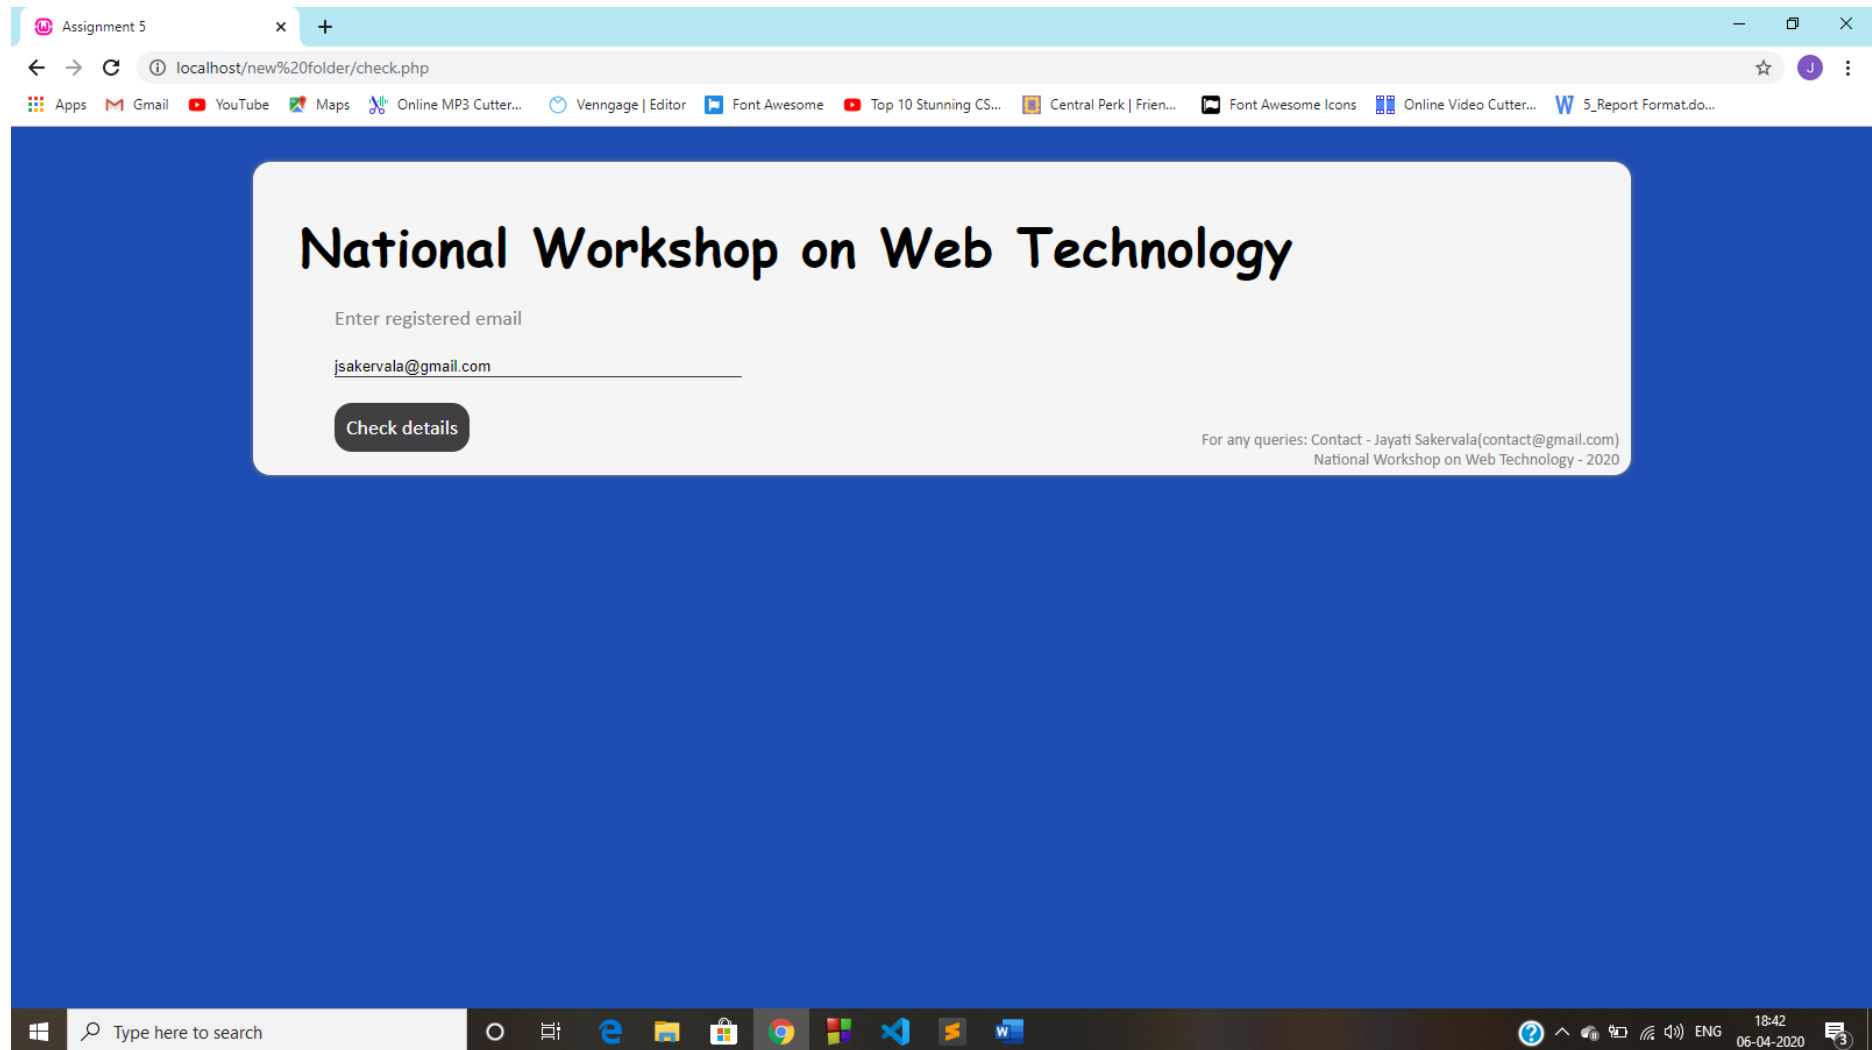 Assignment 5
localhost/new%20folder/check.php
J
Apps Gmail YouTube Maps Online MP3 Cutter... Venngage | Editor Font Awesome Top 10 Stunning CS... Central Perk | Frien... Font Awesome Icons Online Video Cutter... 5_Report Format.do...
National Workshop on Web Technology
Enter registered email
jsakervala@gmail.com
Check details
For any queries: Contact - Jayati Sakervala(contact@gmail.com)
National Workshop on Web Technology - 2020
Type here to search
ENG
18:42
06-04-2020
3